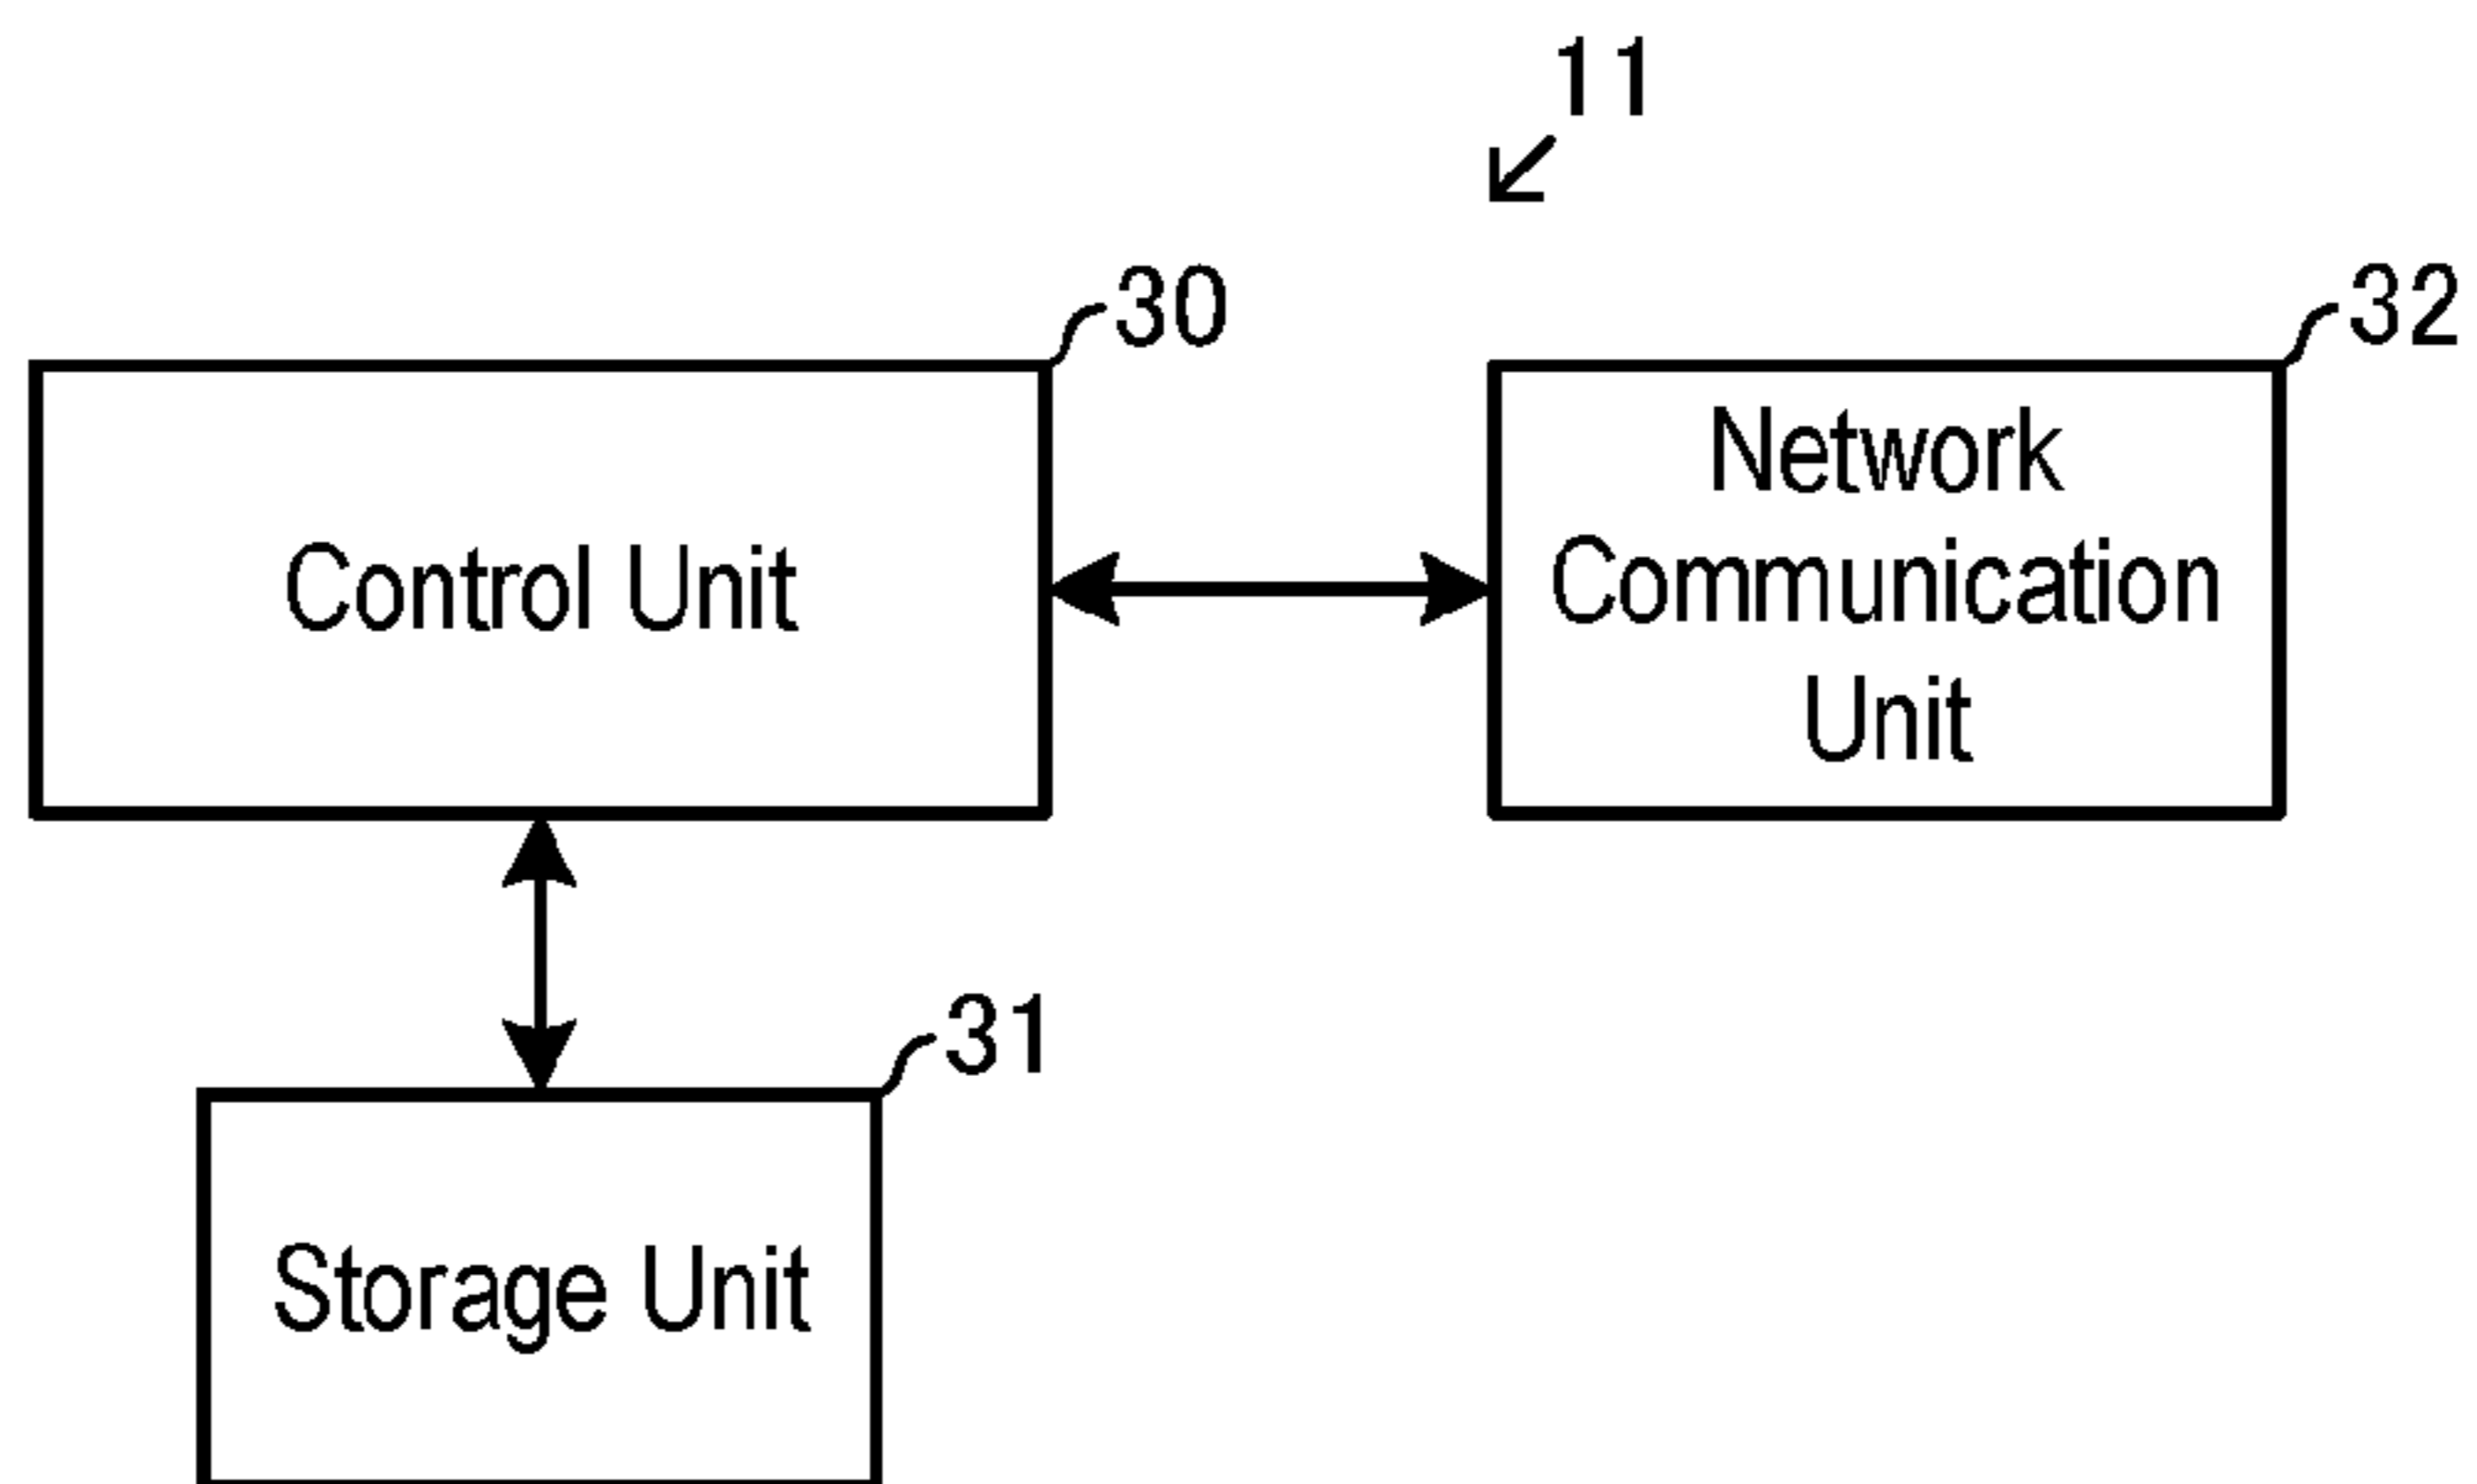 11
30
32
Control Unit
Network
Communication
Unit
31
Storage Unit